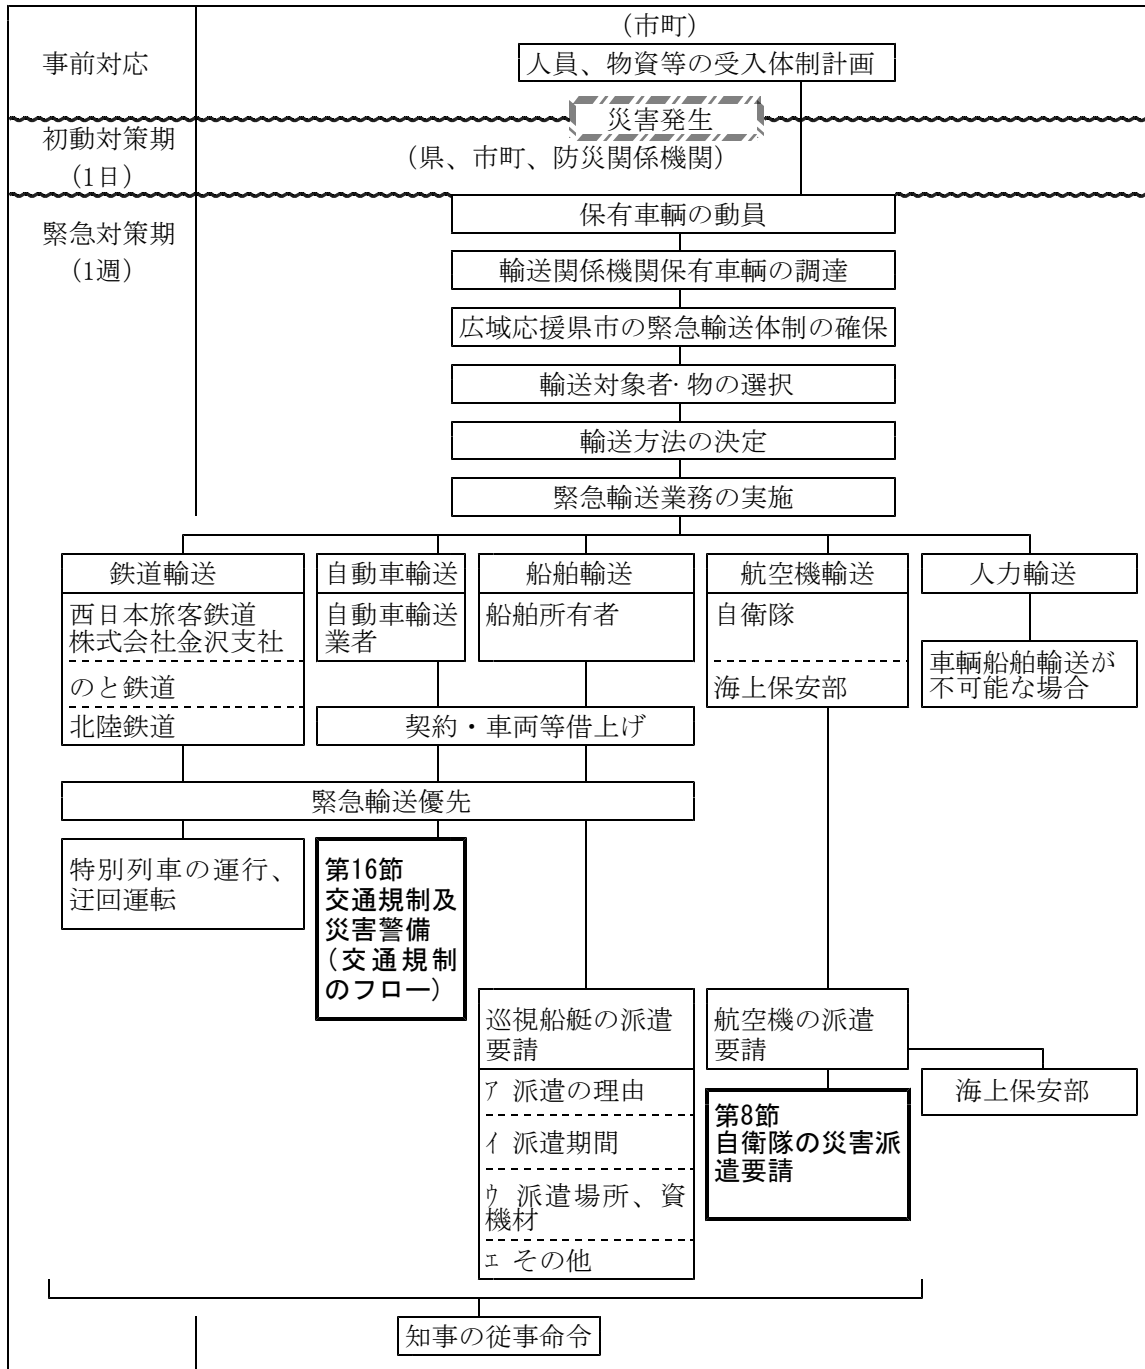 (市町)
事前対応
人員、物資等の受入体制計画
災害発生
初動対策期
(1日)
(県、市町、防災関係機関)
保有車輌の動員
緊急対策期
(1週)
輸送関係機関保有車輌の調達
広域応援県市の緊急輸送体制の確保
輸送対象者・物の選択
輸送方法の決定
緊急輸送業務の実施
鉄道輸送
西日本旅客鉄道
株式会社金沢支社
のと鉄道
北陸鉄道
自動車輸送
自動車輸送
業者
船舶輸送
船舶所有者
航空機輸送
自衛隊
海上保安部
人力輸送
車輌船舶輸送が
不可能な場合
契約・車両等借上げ
緊急輸送優先
特別列車の運行、
迂回運転
第16節
交通規制及
災害警備
(交通規制
のフロー)
巡視船艇の派遣
要請
ｱ 派遣の理由
ｲ 派遣期間
ｳ 派遣場所、資
機材
ｴ その他
航空機の派遣
要請
海上保安部
第8節
自衛隊の災害派
遣要請
知事の従事命令